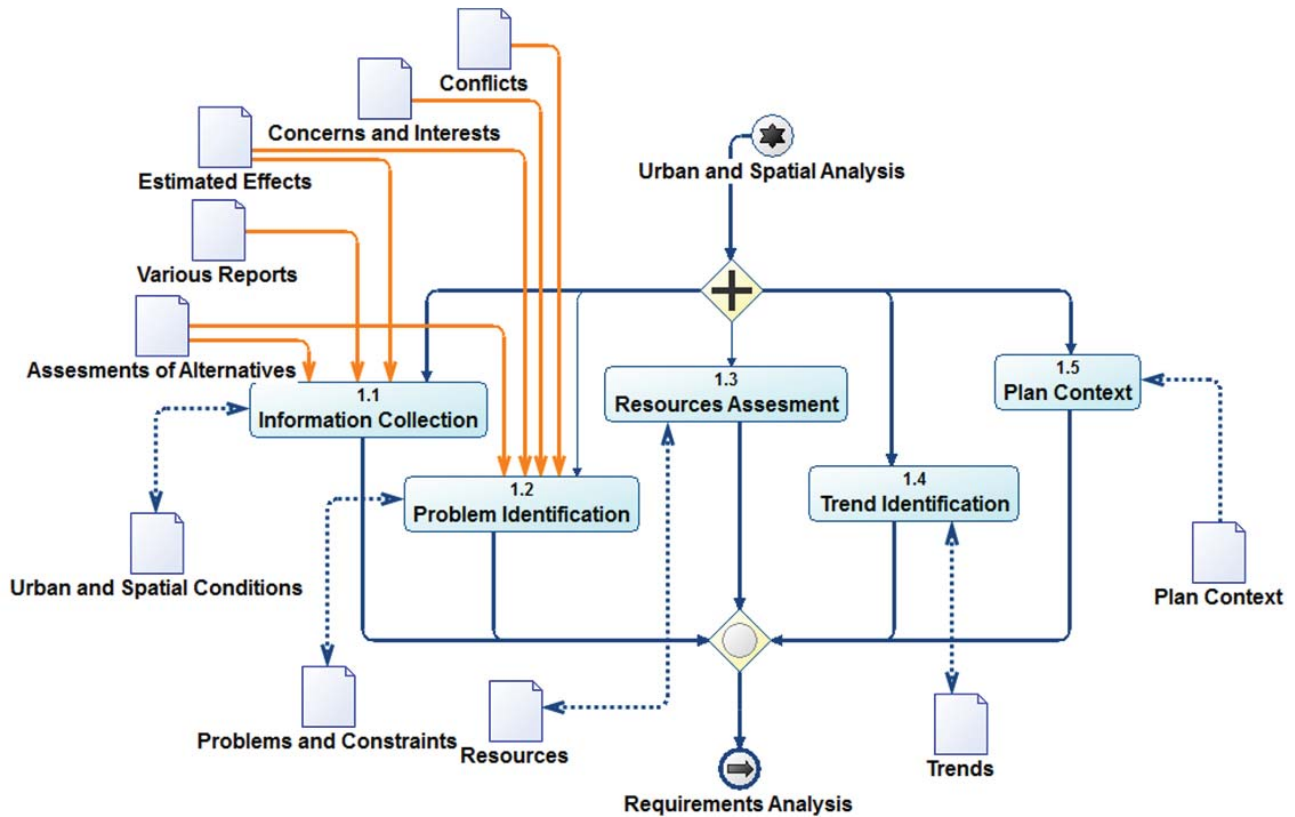 Conflicts
Concerns and Interests
Estimated Effects
Urban and Spatial Analysis
Various Reports
Assesments of Alternatives
1.1
Information Collection
1.2
Problem Identification
1.3
Resources Assesment
1.4
Trend Identification
1.5
Plan Context
Urban and Spatial Conditions
Plan Context
Problems and Constraints
Resources
Trends
Requirements Analysis